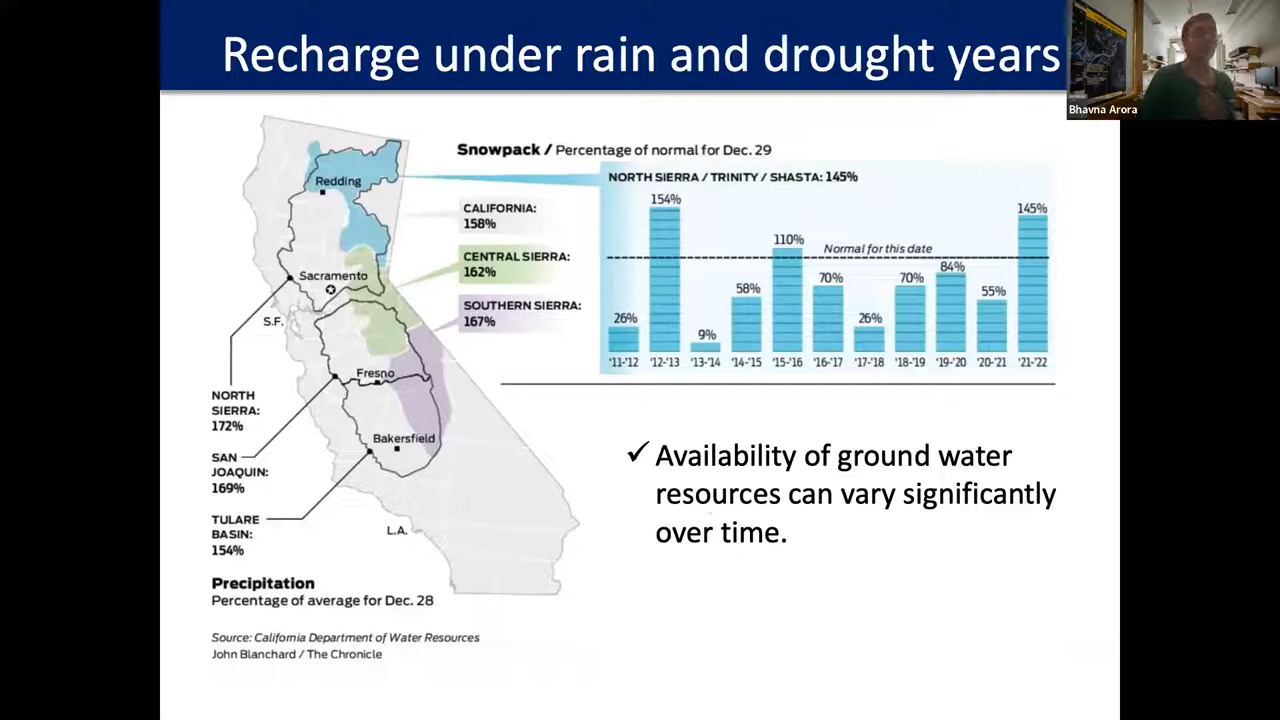 Recharge under rain and drought years
Bhavna Arora
Snowpack / Percentage of normal for Dec. 29
NORTH SIERRA / TRINITY / SHASTA: 145%
Redding
CALIFORNIA:
158%
CENTRAL SIERRA:
162%
SOUTHERN SIERRA:
167%
Sacramento
S.F.
Fresno
Bakersfield
L.A.
NORTH
SIERRA:
172%
SAN
JOAQUIN:
169%
TULARE
BASIN:
154%
26%
154%
9%
58%
110%
70%
26%
70%
84%
55%
145%
Normal for this date
'11-'12 '12-'13 '13-'14 '14-'15 '15-'16 '16-'17 '17-'18 '18-'19 '19-'20 '20-'21 '21-'22
✓ Availability of ground water
resources can vary significantly
over time.
Precipitation
Percentage of average for Dec. 28
Source: California Department of Water Resources
John Blanchard / The Chronicle